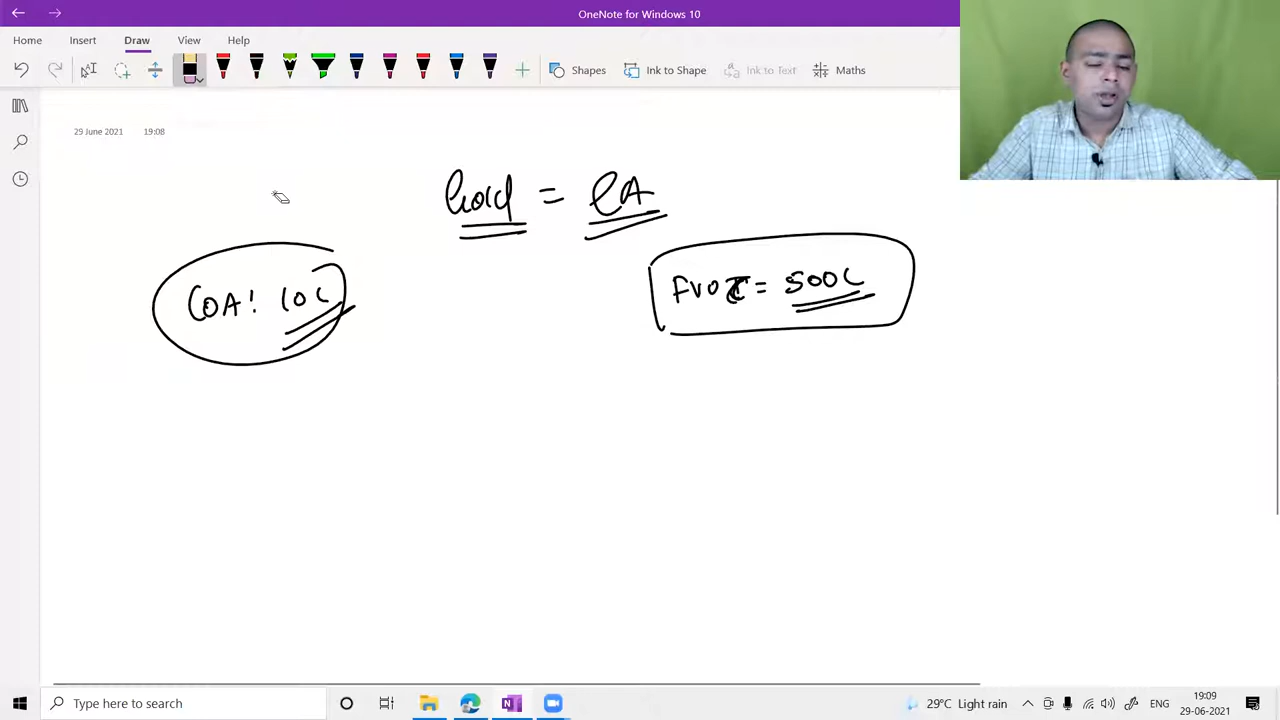 OneNote for Windows 10
Home Insert Draw View Help
Shapes Ink to Shape Ink to Text Maths
29 June 2021 19:08
= CA
COA: 10C
FVO = 500C
Type here to search
29°C Light rain
ENG
19:09
29-06-2021